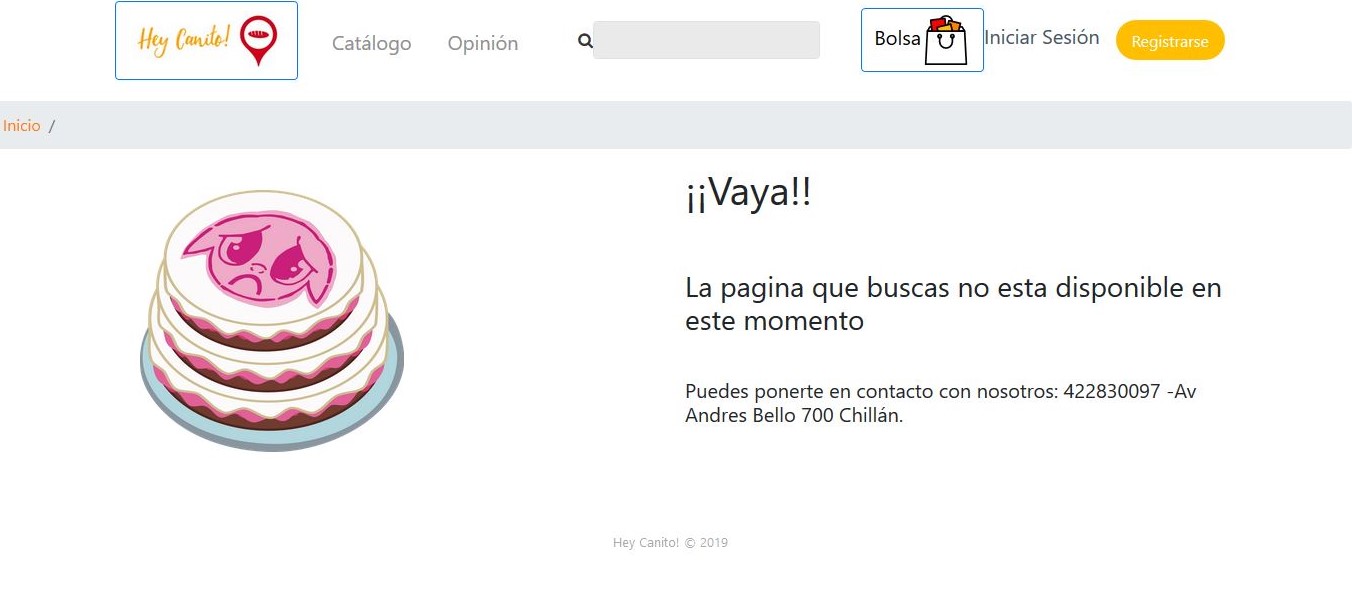 Hey Canito!
Catálogo
Opinión
Bolsa
Iniciar Sesión
Registrarse
Inicio /
¡¡Vaya!!
La pagina que buscas no esta disponible en
este momento
Puedes ponerte en contacto con nosotros: 422830097 -Av
Andres Bello 700 Chillán.
Hey Canito! © 2019